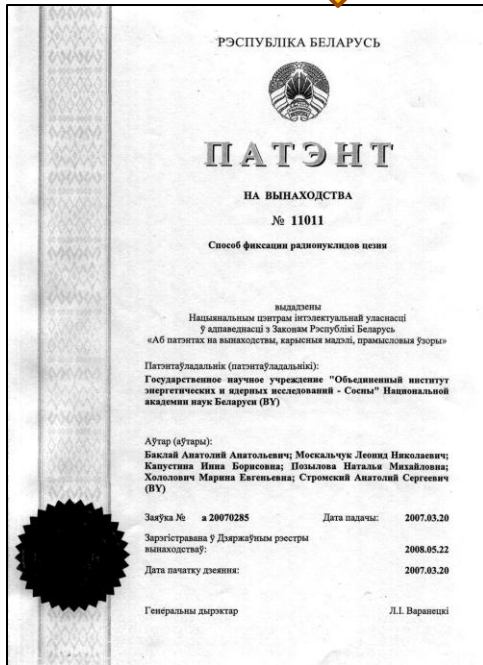 РЭСПУБЛІКА БЕЛАРУСЬ
ПАТЭНТ
НА ВЫНАХОДСТВА
№ 11011
Способ фиксации радионуклидов цезия
выдадзены
Нацыянальным цэнтрам інтэлектуальнай уласнасці
ў адпаведнасці з Законам Рэспублікі Беларусь
«Аб патэнтах на вынаходствы, карысныя мадэлі, прамысловыя ўзоры»
Патэнтаўладальнік (патэнтаўладальнікі):
Государственное научное учреждение "Объединенный институт
энергетических и ядерных исследований - Сосны" Национальной
академии наук Беларуси (BY)
Аўтар (аўтары):
Баклай Анатолий Анатольевич; Москальчук Леонид Николаевич;
Капустина Инна Борисовна; Позылова Наталья Михайловна;
Хололович Марина Евгеньевна; Стромский Анатолий Сергеевич
(BY)
Заяўка № а 20070285 Дата падачы: 2007.03.20
Зарэгістравана ў Дзяржаўным рэестры
вынаходстваў: 2008.05.22
Дата пачатку дзеяння: 2007.03.20
Генеральны дырэктар Л.І. Варанецкі